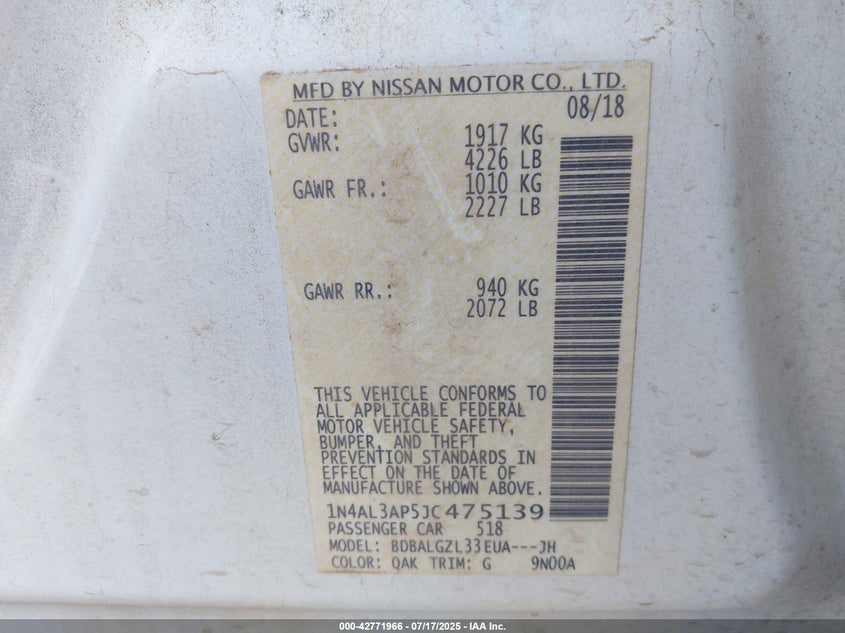 MFD BY NISSAN MOTOR CO., LTD.
DATE: 08/18
GVWR: 1917 KG
4226 LB
GAWR FR.: 1010 KG
2227 LB
GAWR RR.: 940 KG
2072 LB
THIS VEHICLE CONFORMS TO
ALL APPLICABLE FEDERAL
MOTOR VEHICLE SAFETY,
BUMPER, AND THEFT
PREVENTION STANDARDS IN
EFFECT ON THE DATE OF
MANUFACTURE SHOWN ABOVE.
1N4AL3AP5JC475139
PASSENGER CAR 518
MODEL: BDBALGZL33EUA---JH
COLOR: QAK TRIM: G 9N00A
000-42771966 - 07/17/2025 - IAA Inc.